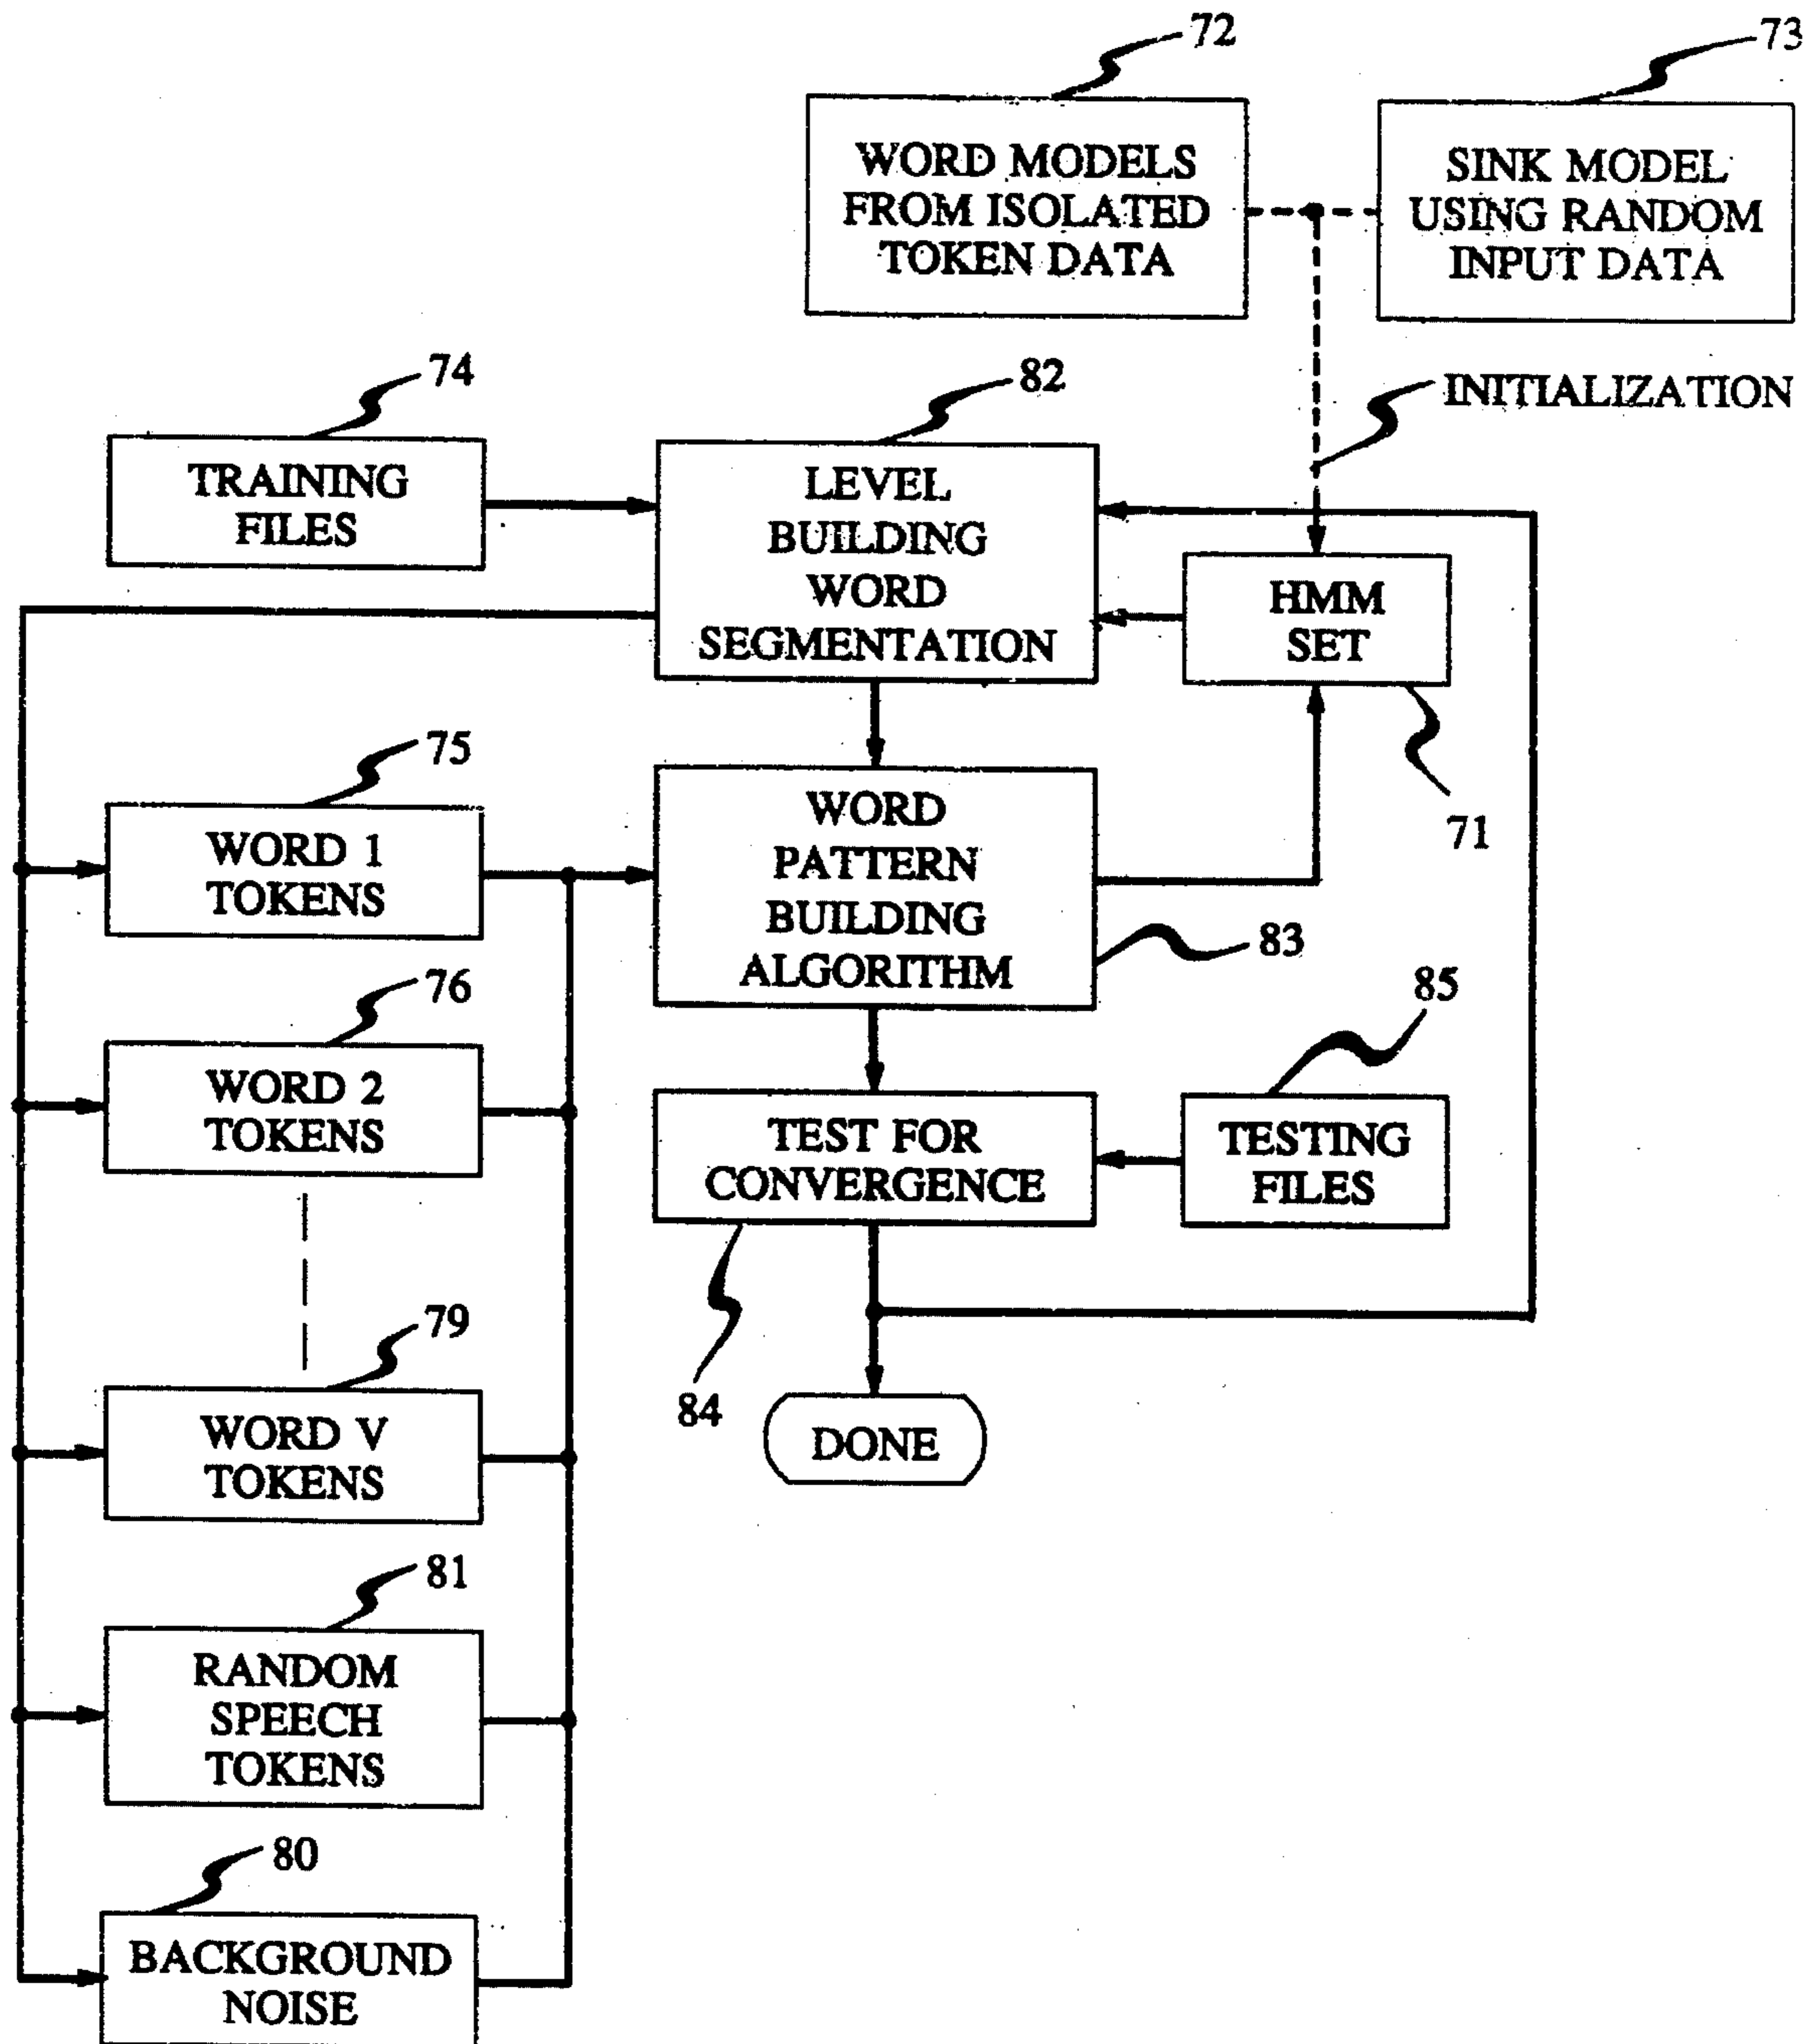 72
73
WORD MODELS
FROM ISOLATED
TOKEN DATA
SINK MODEL
USING RANDOM
INPUT DATA
INITIALIZATION
74
TRAINING
FILES
82
LEVEL
BUILDING
WORD
SEGMENTATION
HMM
SET
71
75
WORD 1
TOKENS
WORD
PATTERN
BUILDING
ALGORITHM
83
76
WORD 2
TOKENS
85
TEST FOR
CONVERGENCE
TESTING
FILES
84
79
WORD V
TOKENS
DONE
81
RANDOM
SPEECH
TOKENS
80
BACKGROUND
NOISE